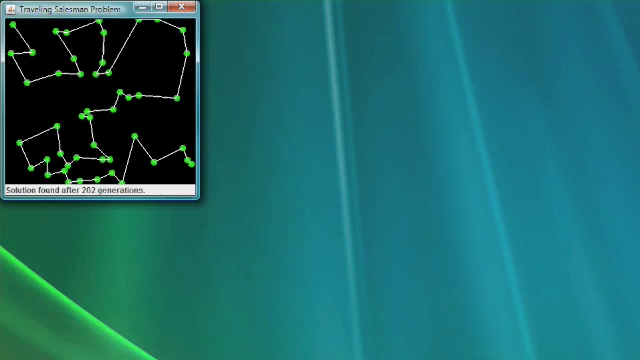 Traveling Salesman Problem
Solution found after 202 generations.